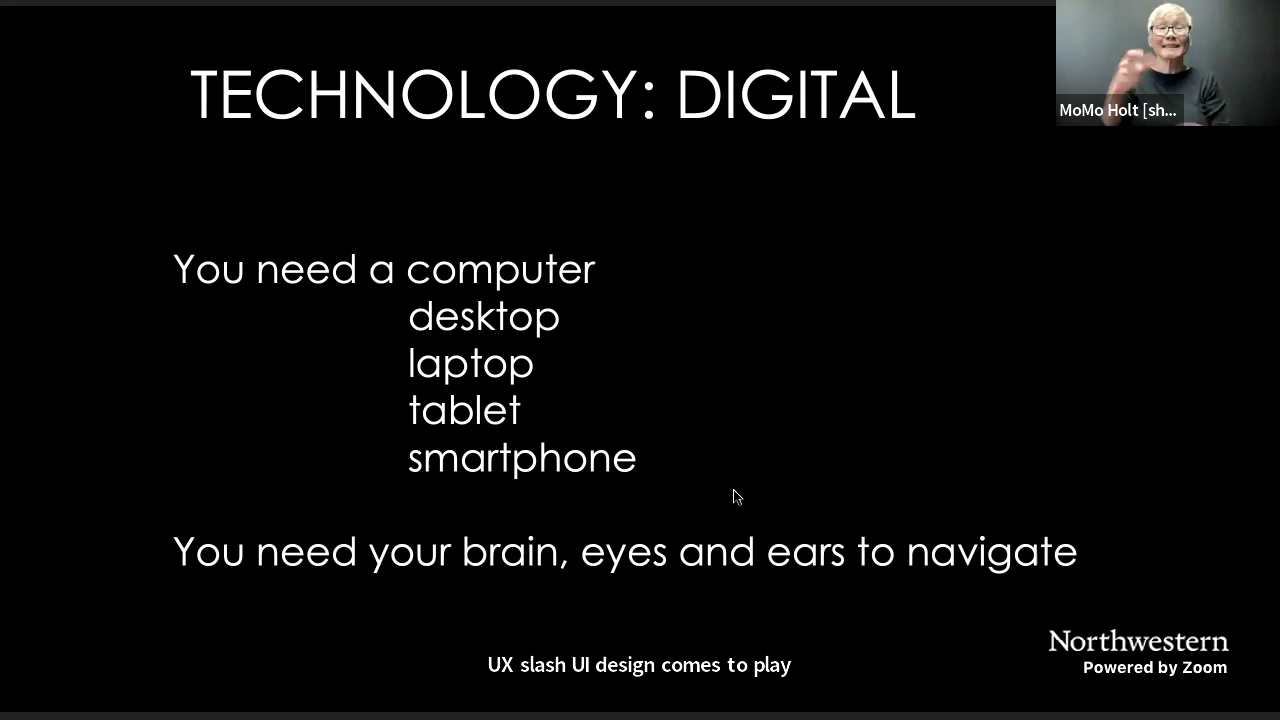 TECHNOLOGY: DIGITAL
MoMo Holt [sh...
You need a computer
desktop
laptop
tablet
smartphone
You need your brain, eyes and ears to navigate
Northwestern
Powered by Zoom
UX slash UI design comes to play